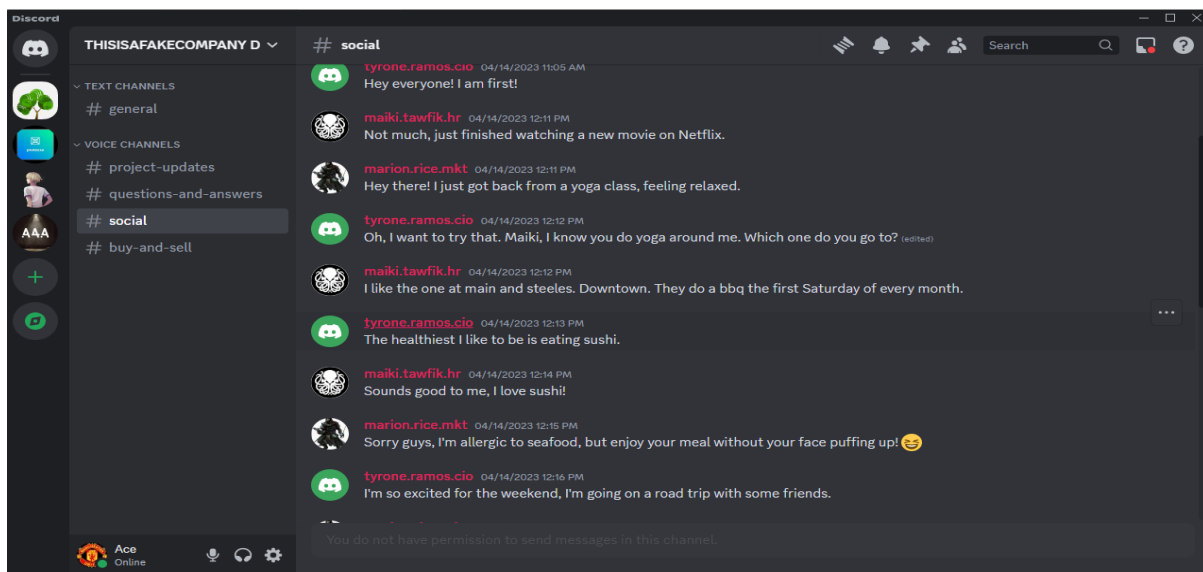 Discord
THISISAFAKECOMPANY D
# social
Search
TEXT CHANNELS
# general
VOICE CHANNELS
# project-updates
# questions-and-answers
# social
# buy-and-sell
AAA
Ace
Online
tyrone.ramos.cio 04/14/2023 11:05 AM
Hey everyone! I am first!
maiki.tawfik.hr 04/14/2023 12:11 PM
Not much, just finished watching a new movie on Netflix.
marion.rice.mkt 04/14/2023 12:11 PM
Hey there! I just got back from a yoga class, feeling relaxed.
tyrone.ramos.cio 04/14/2023 12:12 PM
Oh, I want to try that. Maiki, I know you do yoga around me. Which one do you go to? (edited)
maiki.tawfik.hr 04/14/2023 12:12 PM
I like the one at main and steeles. Downtown. They do a bbq the first Saturday of every month.
tyrone.ramos.cio 04/14/2023 12:13 PM
The healthiest I like to be is eating sushi.
maiki.tawfik.hr 04/14/2023 12:14 PM
Sounds good to me, I love sushi!
marion.rice.mkt 04/14/2023 12:15 PM
Sorry guys, I'm allergic to seafood, but enjoy your meal without your face puffing up! 😆
tyrone.ramos.cio 04/14/2023 12:16 PM
I'm so excited for the weekend, I'm going on a road trip with some friends.
You do not have permission to send messages in this channel.